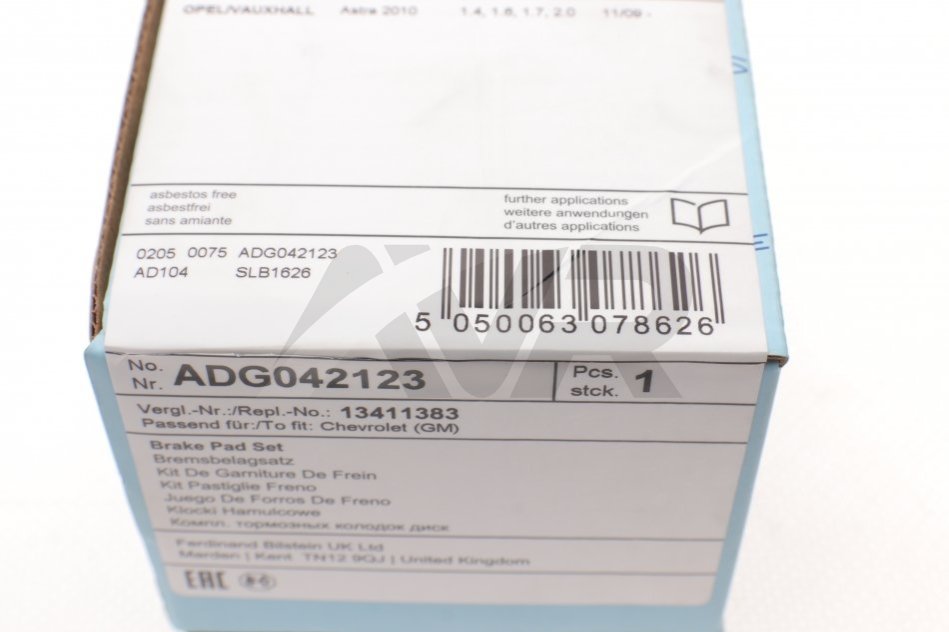 OPEL/VAUXHALL Astra 2010 1.4, 1.6, 1.7, 2.0 11/09 -
asbestos free
asbestfrei
sans amiante
further applications
weitere anwendungen
d'autres applications
0205 0075 ADG042123
AD104 SLB1626
5 050063 078626
AVR
No.
Nr. ADG042123
Pcs.
stck. 1
Vergl.-Nr.:/Repl.-No.: 13411383
Passend für:/To fit: Chevrolet (GM)
Brake Pad Set
Bremsbelagsatz
Kit De Garniture De Frein
Kit Pastiglie Freno
Juego De Forros De Freno
Klocki Hamulcowe
Компл. тормозных колодок диск
Ferdinand Bilstein UK Ltd
Marden | Kent TN12 9QJ | United Kingdom
EAC